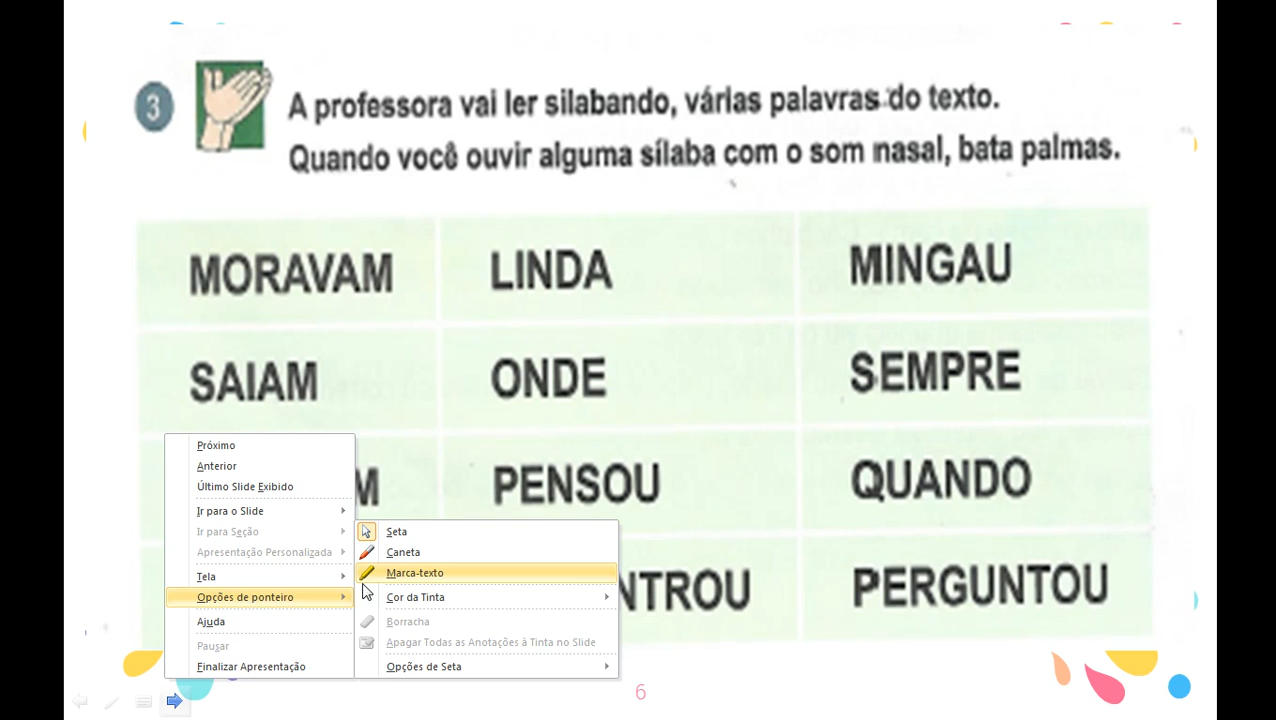 3
A professora vai ler silabando, várias palavras do texto.
Quando você ouvir alguma sílaba com o som nasal, bata palmas.
MORAVAM LINDA MINGAU
SAIAM ONDE SEMPRE
M PENSOU QUANDO
NTROU PERGUNTOU
Próximo
Anterior
Último Slide Exibido
Ir para o Slide
Ir para Seção
Apresentação Personalizada
Tela
Opções de ponteiro
Ajuda
Pausar
Finalizar Apresentação
Seta
Caneta
Marca-texto
Cor da Tinta
Borracha
Apagar Todas as Anotações à Tinta no Slide
Opções de Seta
6